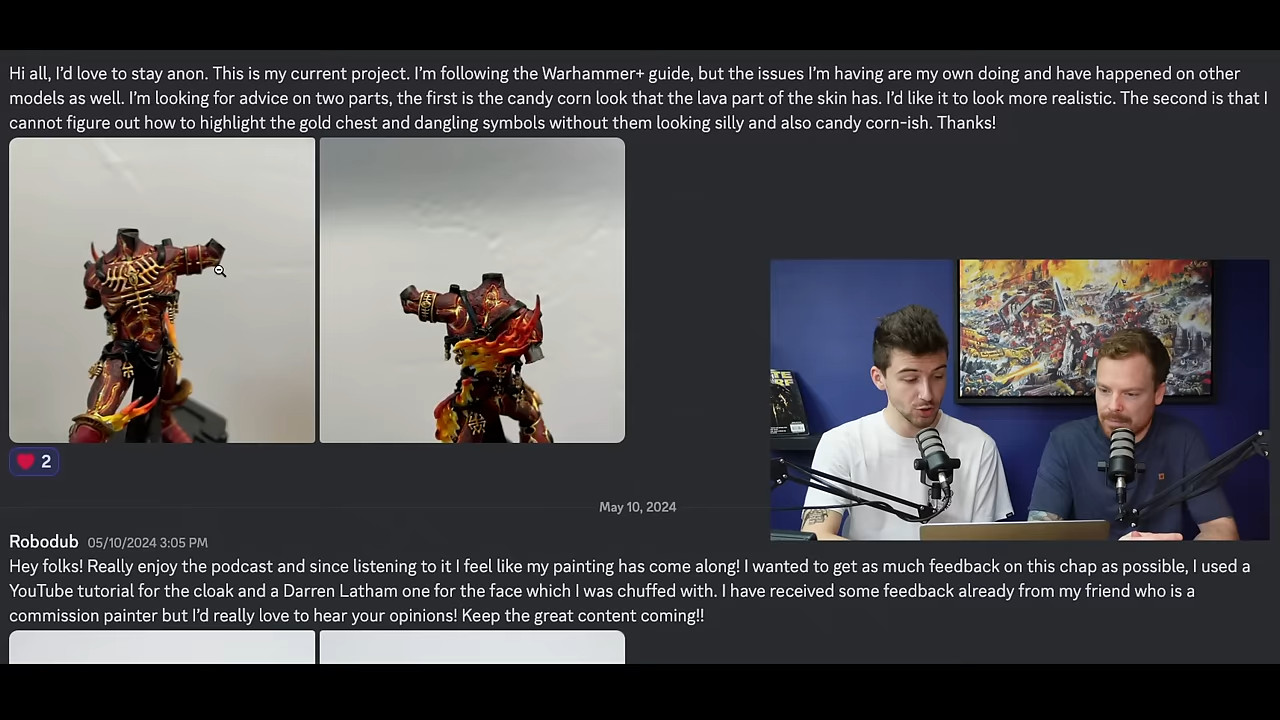 Hi all, I'd love to stay anon. This is my current project. I'm following the Warhammer+ guide, but the issues I'm having are my own doing and have happened on other
models as well. I'm looking for advice on two parts, the first is the candy corn look that the lava part of the skin has. I'd like it to look more realistic. The second is that I
cannot figure out how to highlight the gold chest and dangling symbols without them looking silly and also candy corn-ish. Thanks!
2
May 10, 2024
Robodub 05/10/2024 3:05 PM
Hey folks! Really enjoy the podcast and since listening to it I feel like my painting has come along! I wanted to get as much feedback on this chap as possible, I used a
YouTube tutorial for the cloak and a Darren Latham one for the face which I was chuffed with. I have received some feedback already from my friend who is a
commission painter but I'd really love to hear your opinions! Keep the great content coming!!